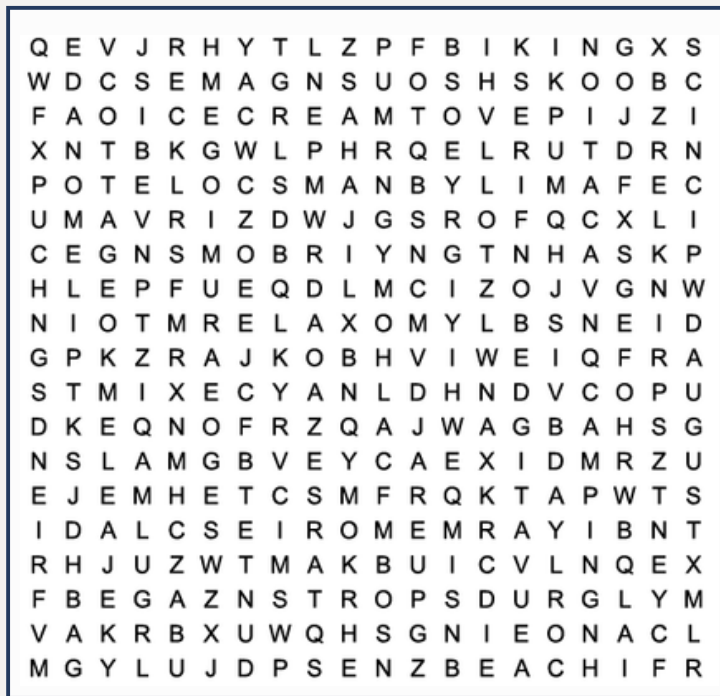 Q E V J R H Y T L Z P F B I K I N G X S
W D C S E M A G N S U O S H S K O O B C
F A O I C E C R E A M T O V E P I J Z I
X N T B K G W L P H R Q E L R U T D R N
P O T E L O C S M A N B Y L I M A F E C
U M A V R I Z D W J G S R O F Q C X L I
C E G N S M O B R I Y N G T N H A S K P
H L E P F U E Q D L M C I Z O J V G N W
N I O T M R E L A X O M Y L B S N E I D
G P K Z R A J K O B H V I W E I Q F R A
S T M I X E C Y A N L D H N D V C O P U
D K E Q N O F R Z Q A J W A G B A H S G
N S L A M G B V E Y C A E X I D M R Z U
E J E M H E T C S M F R Q K T A P W T S
I D A L C S E I R O M E M R A Y I B N T
R H J U Z W T M A K B U I C V L N Q E X
F B E G A Z N S T R O P S D U R G L Y M
V A K R B X U W Q H S G N I E O N A C L
M G Y L U J D P S E N Z B E A C H I F R